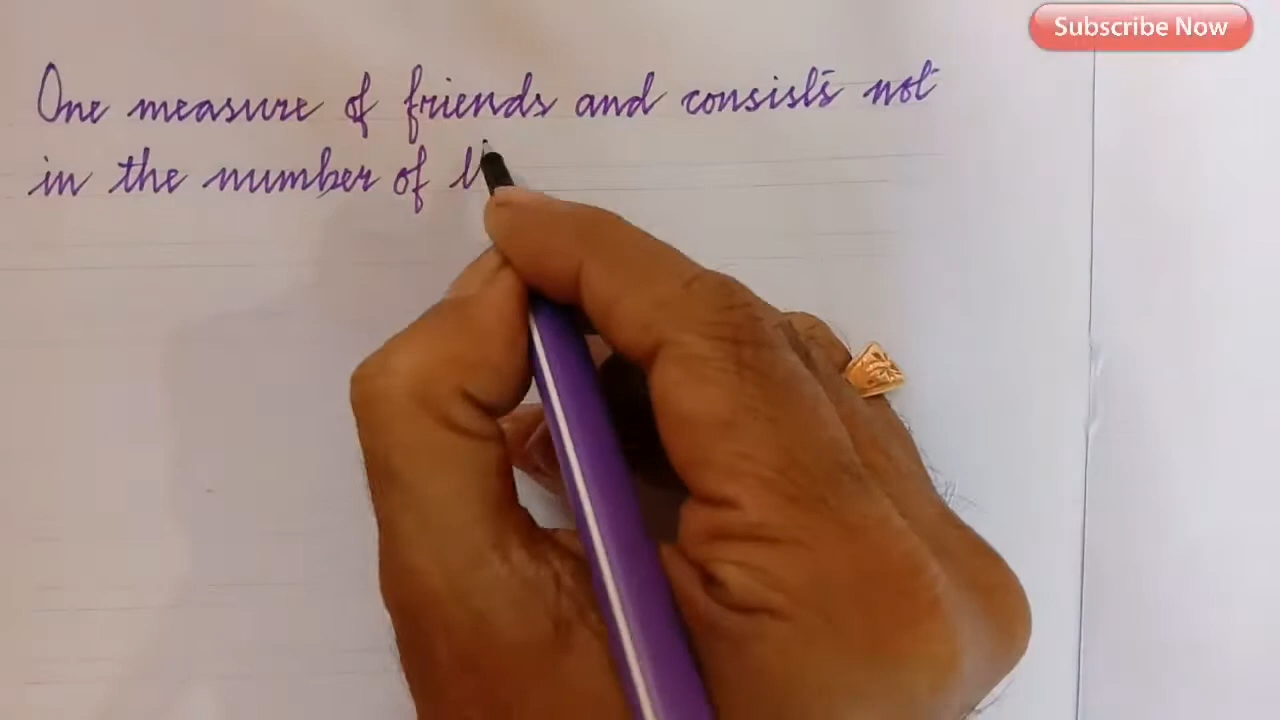 Subscribe Now
One measure of friends and consists not
in the number of